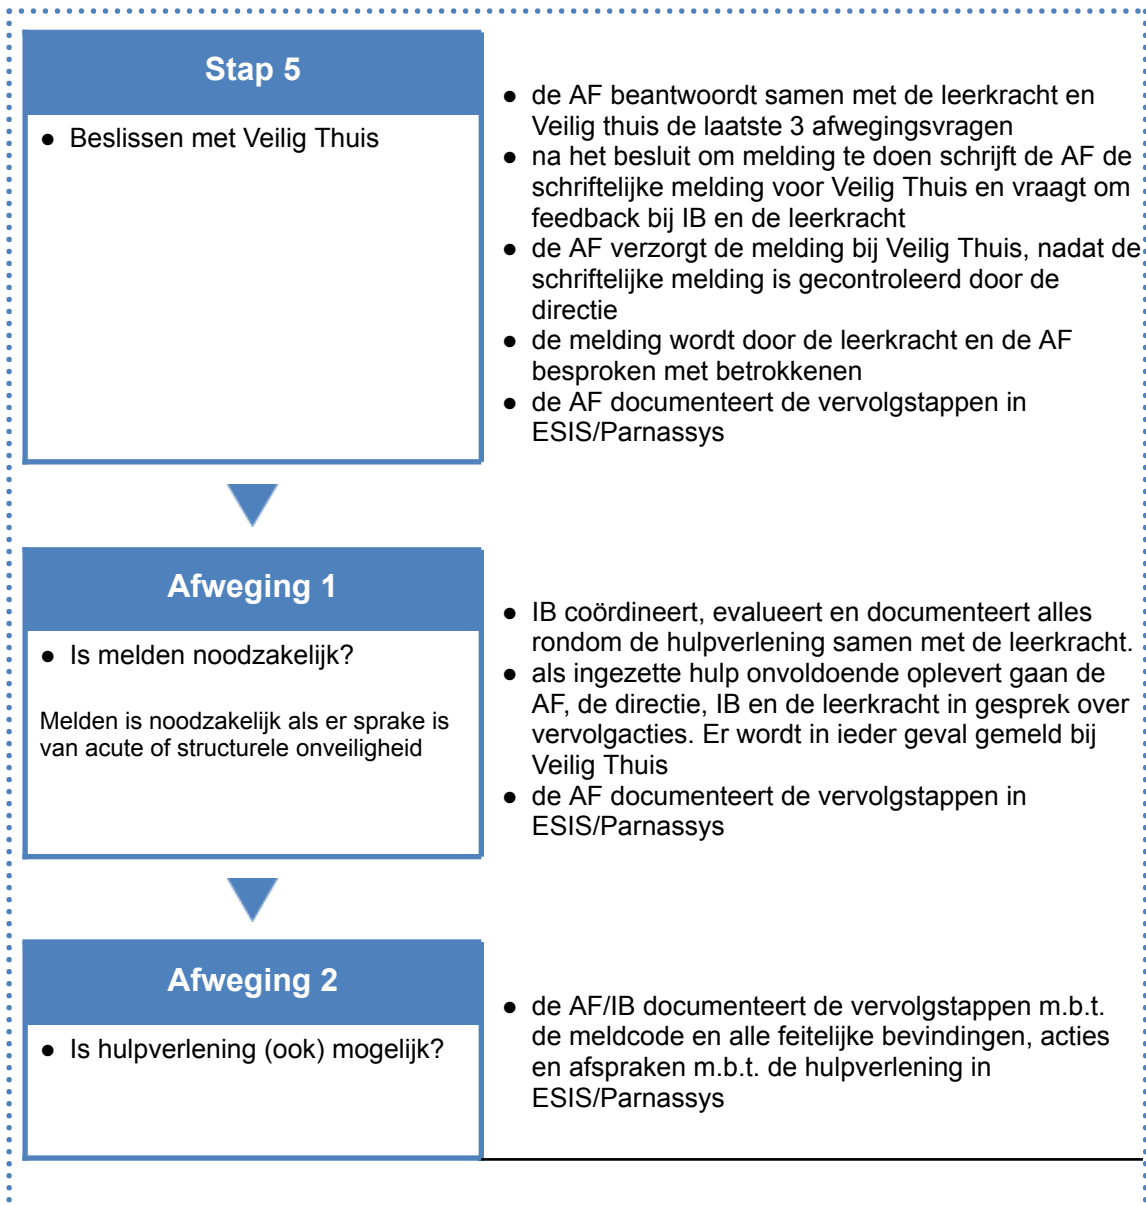 Stap 5
● Beslissen met Veilig Thuis
● de AF beantwoordt samen met de leerkracht en
Veilig thuis de laatste 3 afwegingsvragen
● na het besluit om melding te doen schrijft de AF de
schriftelijke melding voor Veilig Thuis en vraagt om
feedback bij IB en de leerkracht
● de AF verzorgt de melding bij Veilig Thuis, nadat de
schriftelijke melding is gecontroleerd door de
directie
● de melding wordt door de leerkracht en de AF
besproken met betrokkenen
● de AF documenteert de vervolgstappen in
ESIS/Parnassys
Afweging 1
● Is melden noodzakelijk?
Melden is noodzakelijk als er sprake is
van acute of structurele onveiligheid
● IB coördineert, evalueert en documenteert alles
rondom de hulpverlening samen met de leerkracht.
● als ingezette hulp onvoldoende oplevert gaan de
AF, de directie, IB en de leerkracht in gesprek over
vervolgacties. Er wordt in ieder geval gemeld bij
Veilig Thuis
● de AF documenteert de vervolgstappen in
ESIS/Parnassys
Afweging 2
● Is hulpverlening (ook) mogelijk?
● de AF/IB documenteert de vervolgstappen m.b.t.
de meldcode en alle feitelijke bevindingen, acties
en afspraken m.b.t. de hulpverlening in
ESIS/Parnassys